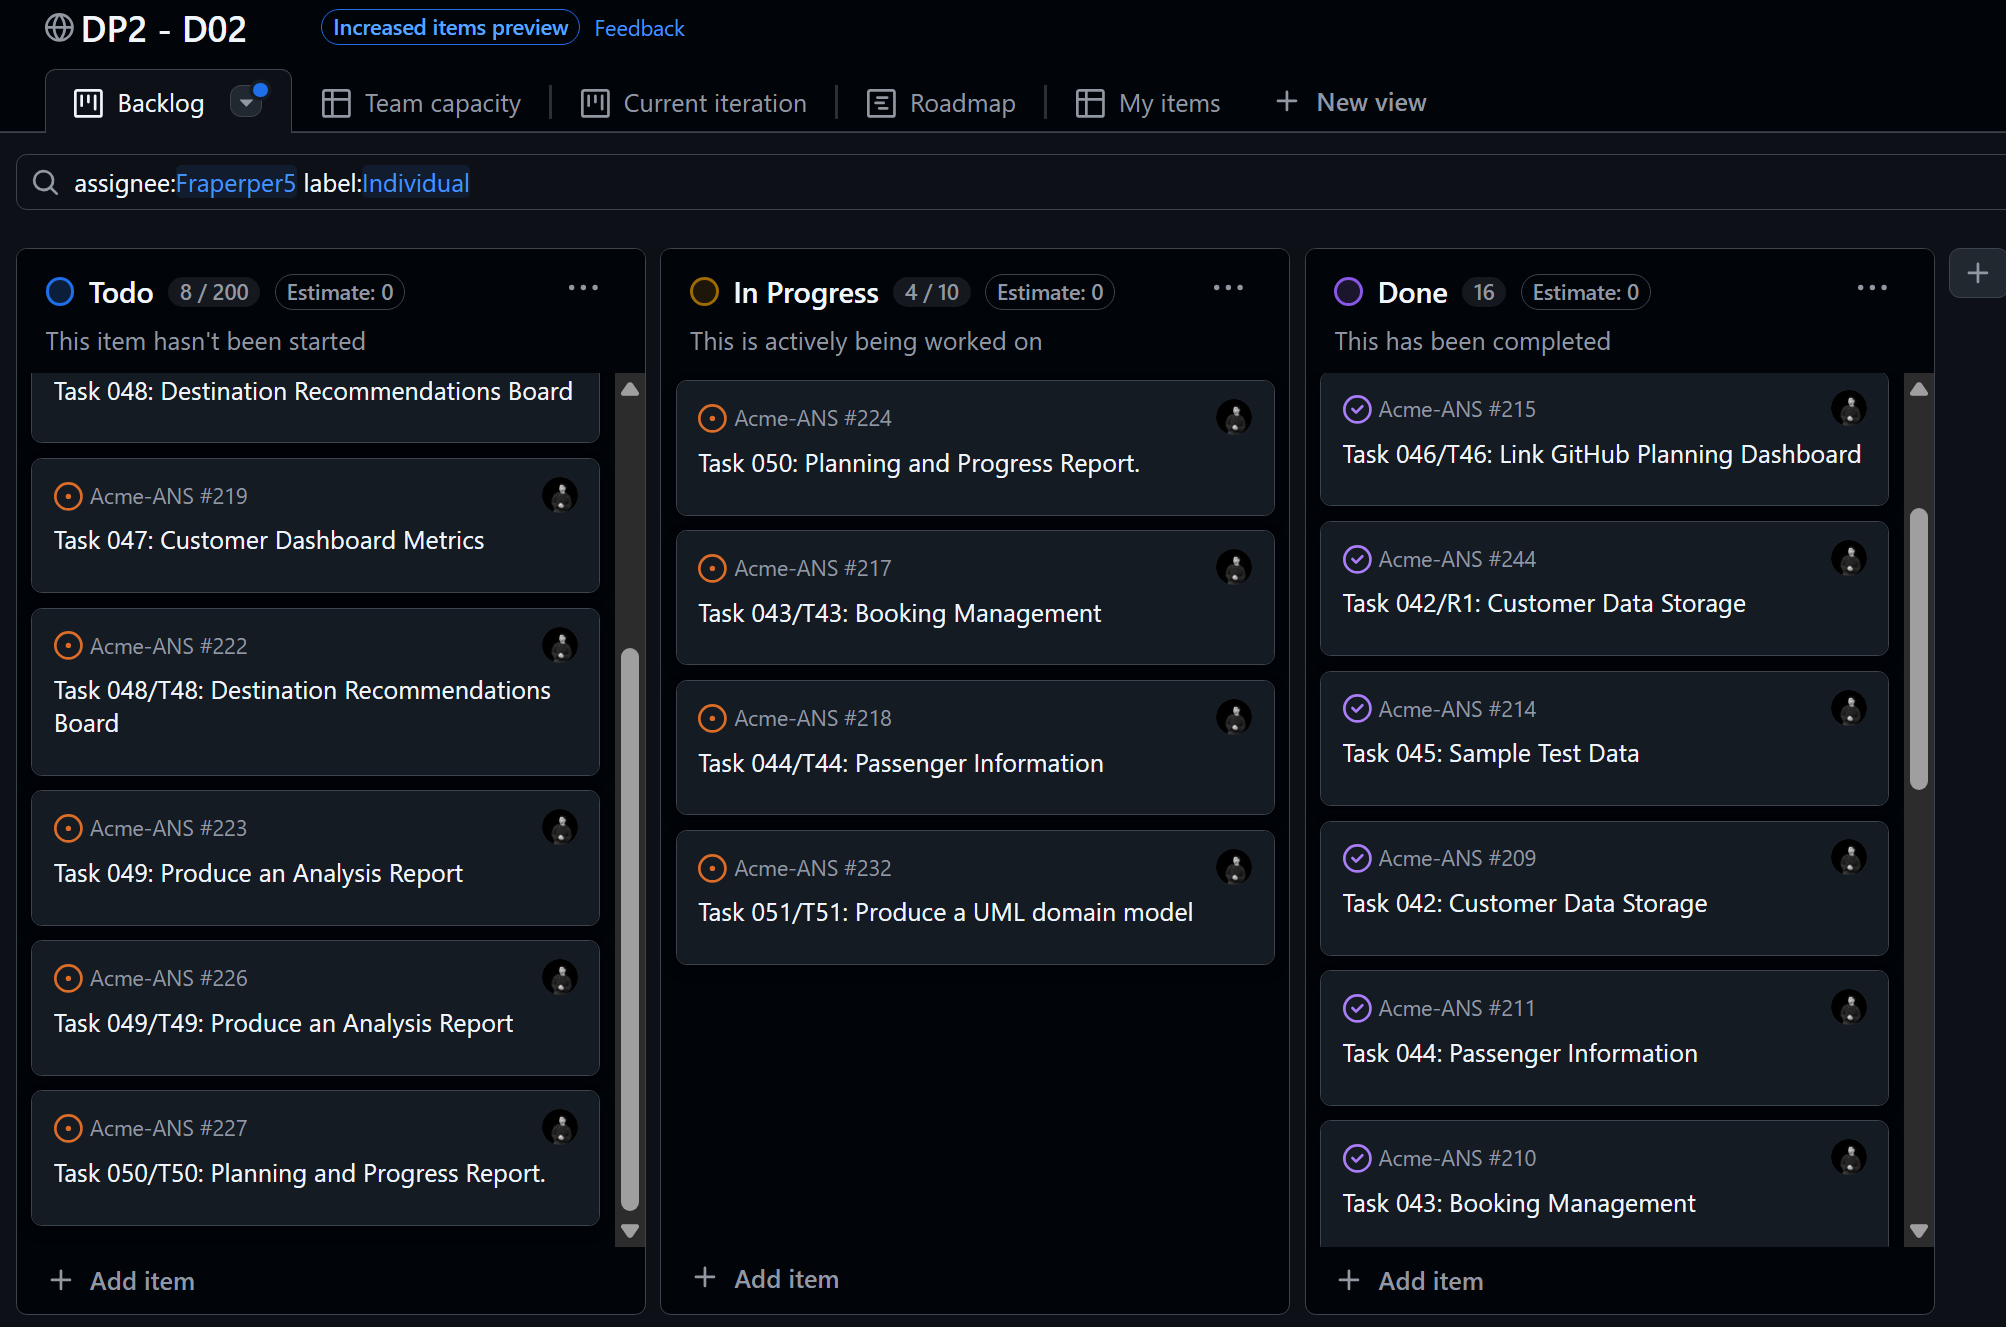 DP2 - D02
Increased items preview
Feedback
Backlog
Team capacity
Current iteration
Roadmap
My items
+ New view
assignee:Fraperper5 label:Individual
Todo
8 / 200
Estimate: 0
This item hasn't been started
Task 048: Destination Recommendations Board
Acme-ANS #219
Task 047: Customer Dashboard Metrics
Acme-ANS #222
Task 048/T48: Destination Recommendations
Board
Acme-ANS #223
Task 049: Produce an Analysis Report
Acme-ANS #226
Task 049/T49: Produce an Analysis Report
Acme-ANS #227
Task 050/T50: Planning and Progress Report.
+ Add item
In Progress
4 / 10
Estimate: 0
This is actively being worked on
Acme-ANS #224
Task 050: Planning and Progress Report.
Acme-ANS #217
Task 043/T43: Booking Management
Acme-ANS #218
Task 044/T44: Passenger Information
Acme-ANS #232
Task 051/T51: Produce a UML domain model
+ Add item
Done
16
Estimate: 0
This has been completed
Acme-ANS #215
Task 046/T46: Link GitHub Planning Dashboard
Acme-ANS #244
Task 042/R1: Customer Data Storage
Acme-ANS #214
Task 045: Sample Test Data
Acme-ANS #209
Task 042: Customer Data Storage
Acme-ANS #211
Task 044: Passenger Information
Acme-ANS #210
Task 043: Booking Management
+ Add item